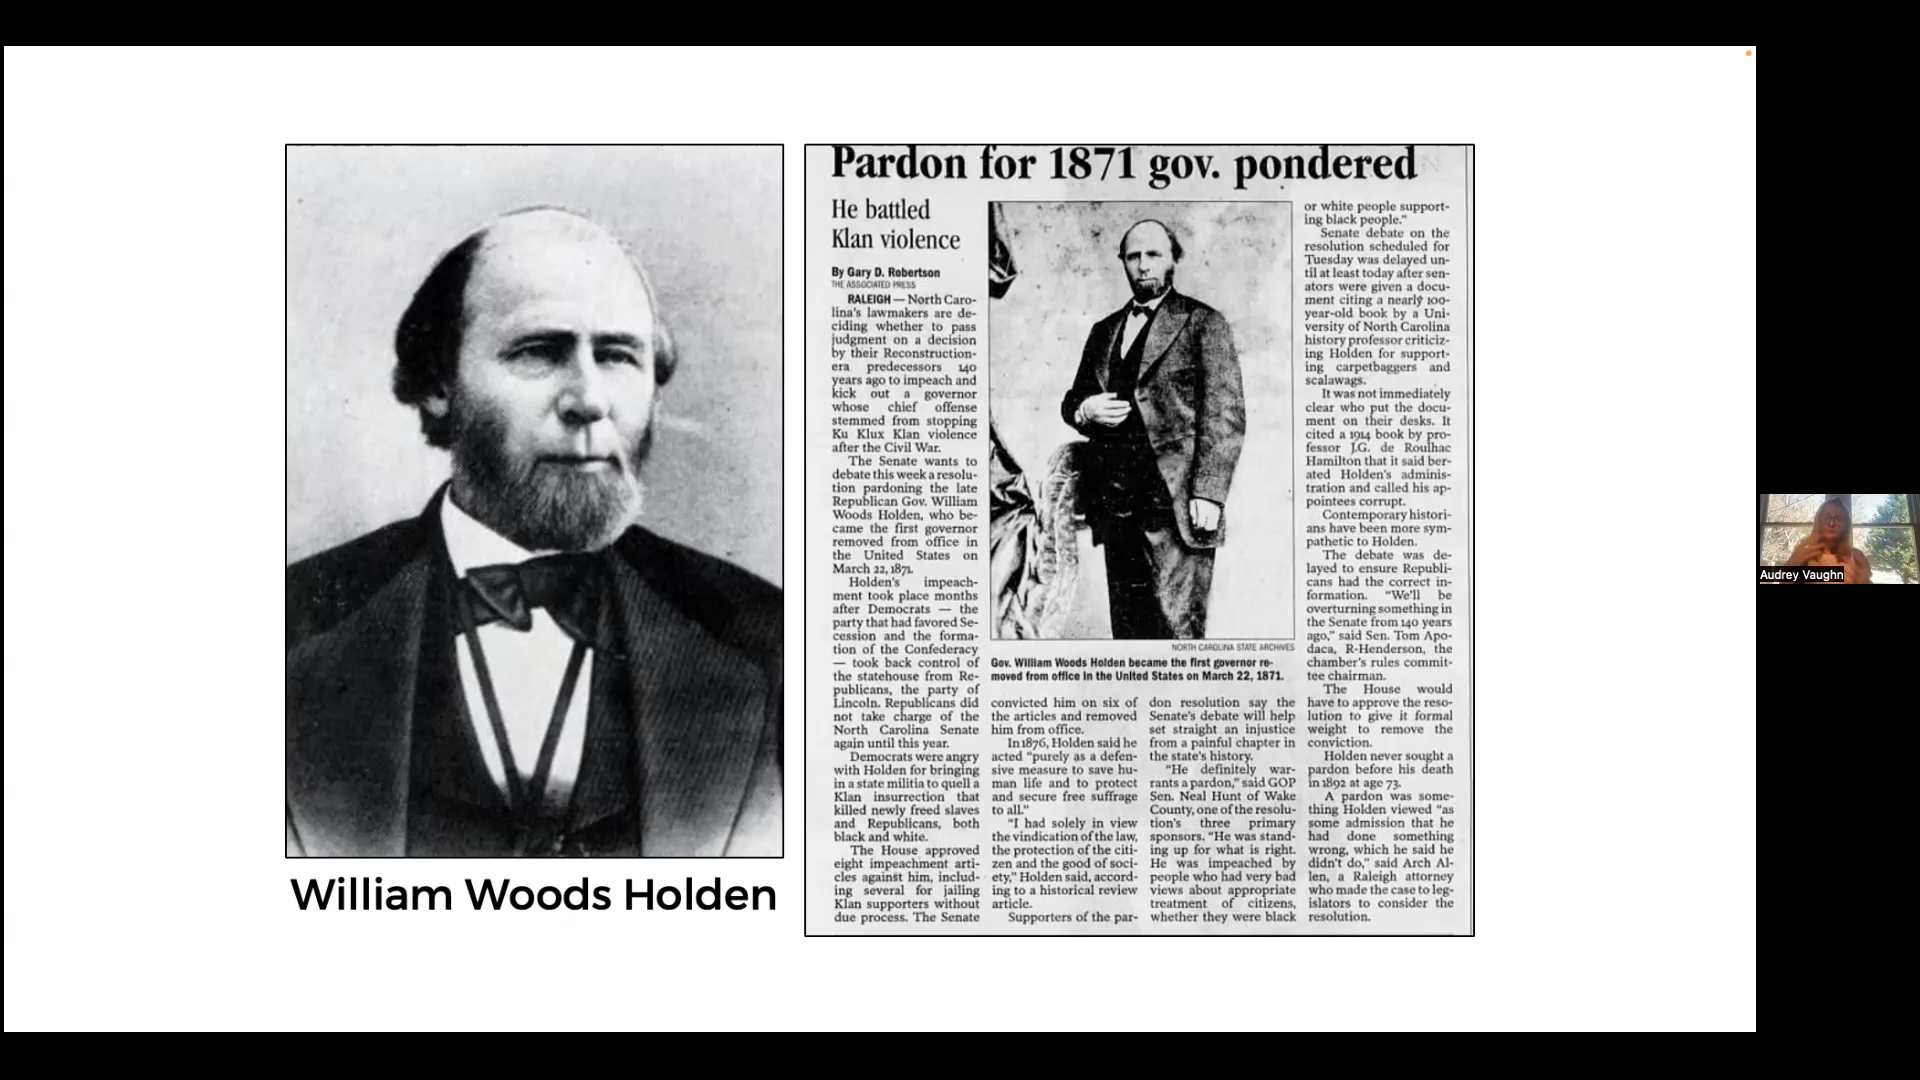 William Woods Holden
Pardon for 1871 gov. pondered
He battled
Klan violence
By Gary D. Robertson
THE ASSOCIATED PRESS
RALEIGH — North Caro-
lina's lawmakers are de-
ciding whether to pass
judgment on a decision
by their Reconstruction-
era predecessors 140
years ago to impeach and
kick out a governor
whose chief offense
stemmed from stopping
Ku Klux Klan violence
after the Civil War.
The Senate wants to
debate this week a resolu-
tion pardoning the late
Republican Gov. William
Woods Holden, who be-
came the first governor
removed from office in
the United States on
March 22, 1871.
Holden's impeach-
ment took place months
after Democrats — the
party that had favored Se-
cession and the forma-
tion of the Confederacy
— took back control of
the statehouse from Re-
publicans, the party of
Lincoln. Republicans did
not take charge of the
North Carolina Senate
again until this year.
Democrats were angry
with Holden for bringing
in a state militia to quell a
Klan insurrection that
killed newly freed slaves
and Republicans, both
black and white.
The House approved
eight impeachment arti-
cles against him, includ-
ing several for jailing
Klan supporters without
due process. The Senate
NORTH CAROLINA STATE ARCHIVES
Gov. William Woods Holden became the first governor re-
moved from office in the United States on March 22, 1871.
convicted him on six of
the articles and removed
him from office.
In 1876, Holden said he
acted "purely as a defen-
sive measure to save hu-
man life and to protect
and secure free suffrage
to all."
"I had solely in view
the vindication of the law,
the protection of the citi-
zen and the good of soci-
ety," Holden said, accord-
ing to a historical review
article.
Supporters of the par-
don resolution say the
Senate's debate will help
set straight an injustice
from a painful chapter in
the state's history.
"He definitely war-
rants a pardon," said GOP
Sen. Neal Hunt of Wake
County, one of the resolu-
tion's three primary
sponsors. "He was stand-
ing up for what is right.
He was impeached by
people who had very bad
views about appropriate
treatment of citizens,
whether they were black
or white people support-
ing black people."
Senate debate on the
resolution scheduled for
Tuesday was delayed un-
til at least today after sen-
ators were given a docu-
ment citing a nearly 100-
year-old book by a Uni-
versity of North Carolina
history professor criticiz-
ing Holden for support-
ing carpetbaggers and
scalawags.
It was not immediately
clear who put the docu-
ment on their desks. It
cited a 1914 book by pro-
fessor J.G. de Roulhac
Hamilton that it said ber-
ated Holden's adminis-
tration and called his ap-
pointees corrupt.
Contemporary histori-
ans have been more sym-
pathetic to Holden.
The debate was de-
layed to ensure Republi-
cans had the correct in-
formation. "We'll be
overturning something in
the Senate from 140 years
ago," said Sen. Tom Apo-
daca, R-Henderson, the
chamber's rules commit-
tee chairman.
The House would
have to approve the reso-
lution to give it formal
weight to remove the
conviction.
Holden never sought a
pardon before his death
in 1892 at age 73.
A pardon was some-
thing Holden viewed "as
some admission that he
had done something
wrong, which he said he
didn't do," said Arch Al-
len, a Raleigh attorney
who made the case to leg-
islators to consider the
resolution.
Audrey Vaughn